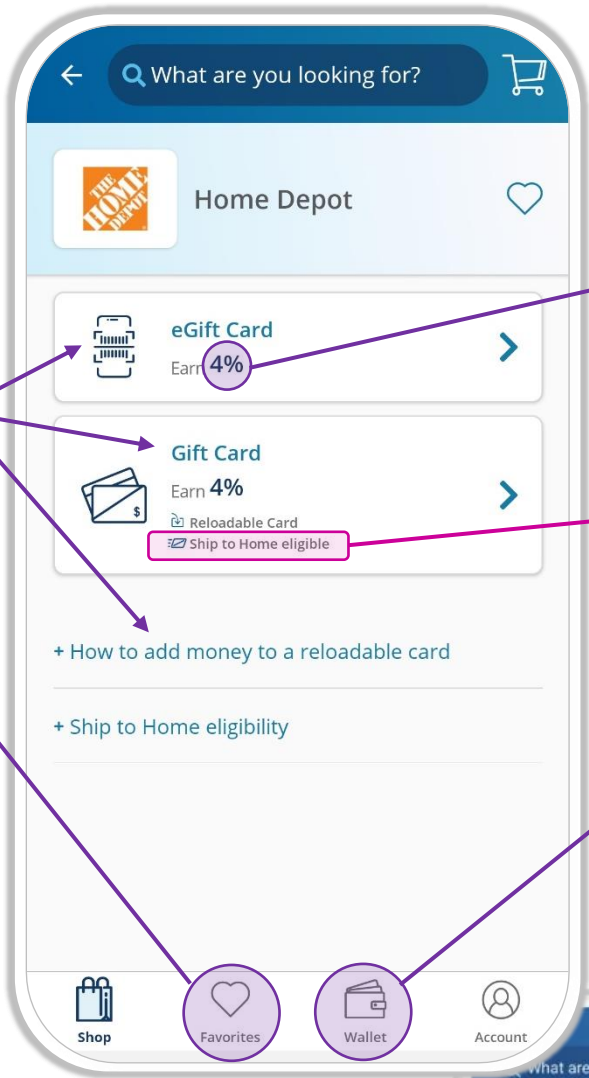 What are you looking for?
THE
HOME
DEPOT
Home Depot
eGift Card
Earn 4%
Gift Card
Earn 4%
$
Reloadable Card
Ship to Home eligible
+ How to add money to a reloadable card
+ Ship to Home eligibility
Shop
Favorites
Wallet
Account
What are